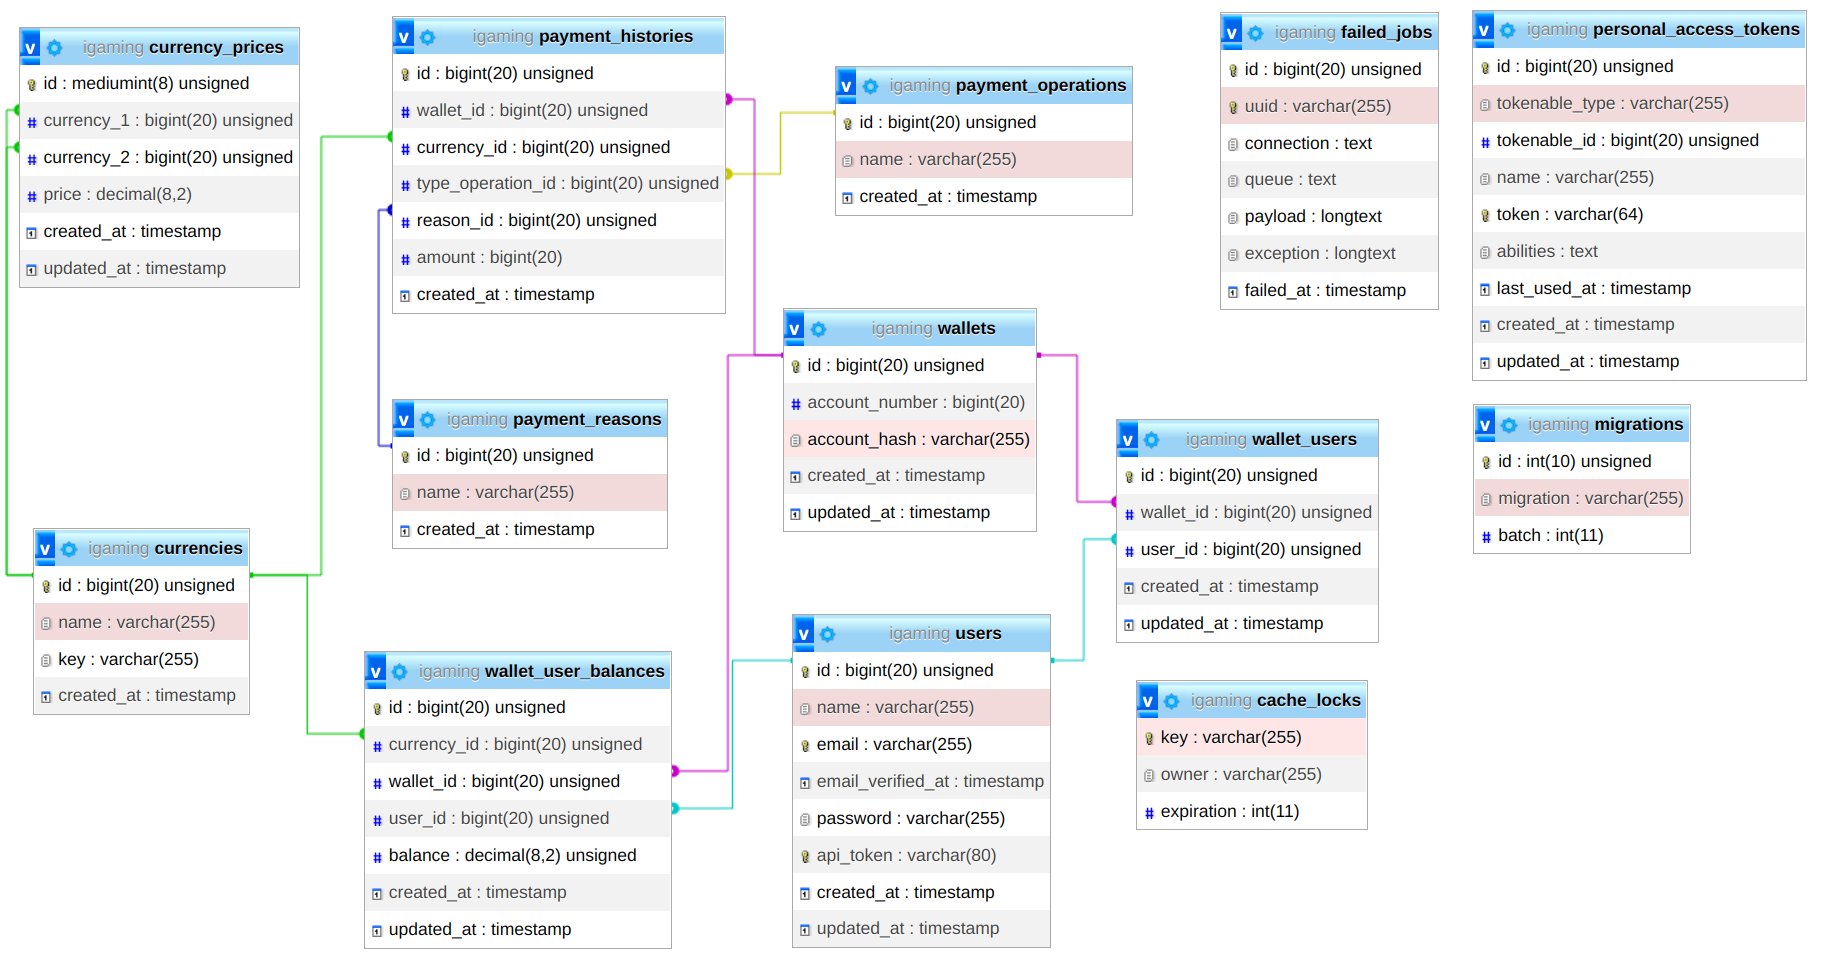 v igaming currency_prices
id : mediumint(8) unsigned
# currency_1 : bigint(20) unsigned
# currency_2 : bigint(20) unsigned
# price : decimal(8,2)
created_at : timestamp
updated_at : timestamp
v igaming payment_histories
id : bigint(20) unsigned
# wallet_id : bigint(20) unsigned
# currency_id : bigint(20) unsigned
# type_operation_id : bigint(20) unsigned
# reason_id : bigint(20) unsigned
# amount : bigint(20)
created_at : timestamp
v igaming payment_operations
id : bigint(20) unsigned
name : varchar(255)
created_at : timestamp
v igaming failed_jobs
id : bigint(20) unsigned
uuid : varchar(255)
connection : text
queue : text
payload : longtext
exception : longtext
failed_at : timestamp
v igaming personal_access_tokens
id : bigint(20) unsigned
tokenable_type : varchar(255)
# tokenable_id : bigint(20) unsigned
name : varchar(255)
token : varchar(64)
abilities : text
last_used_at : timestamp
created_at : timestamp
updated_at : timestamp
v igaming payment_reasons
id : bigint(20) unsigned
name : varchar(255)
created_at : timestamp
v igaming wallets
id : bigint(20) unsigned
# account_number : bigint(20)
account_hash : varchar(255)
created_at : timestamp
updated_at : timestamp
v igaming wallet_users
id : bigint(20) unsigned
# wallet_id : bigint(20) unsigned
# user_id : bigint(20) unsigned
created_at : timestamp
updated_at : timestamp
v igaming migrations
id : int(10) unsigned
migration : varchar(255)
# batch : int(11)
v igaming currencies
id : bigint(20) unsigned
name : varchar(255)
key : varchar(255)
created_at : timestamp
v igaming wallet_user_balances
id : bigint(20) unsigned
# currency_id : bigint(20) unsigned
# wallet_id : bigint(20) unsigned
# user_id : bigint(20) unsigned
# balance : decimal(8,2) unsigned
created_at : timestamp
updated_at : timestamp
v igaming users
id : bigint(20) unsigned
name : varchar(255)
email : varchar(255)
email_verified_at : timestamp
password : varchar(255)
api_token : varchar(80)
created_at : timestamp
updated_at : timestamp
v igaming cache_locks
key : varchar(255)
owner : varchar(255)
# expiration : int(11)